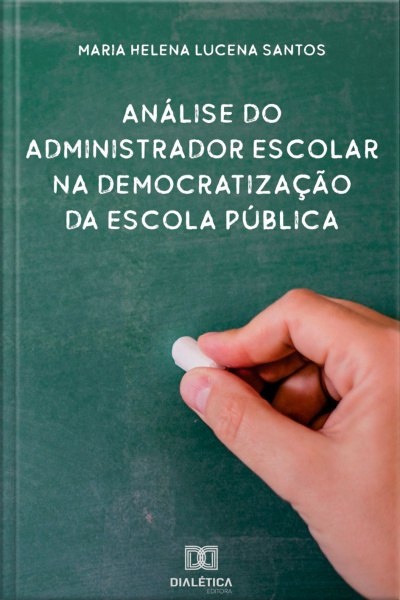 MARIA HELENA LUCENA SANTOS
ANÁLISE DO
ADMINISTRADOR ESCOLAR
NA DEMOCRATIZAÇÃO
DA ESCOLA PÚBLICA
DIALÉTICA
EDITORA